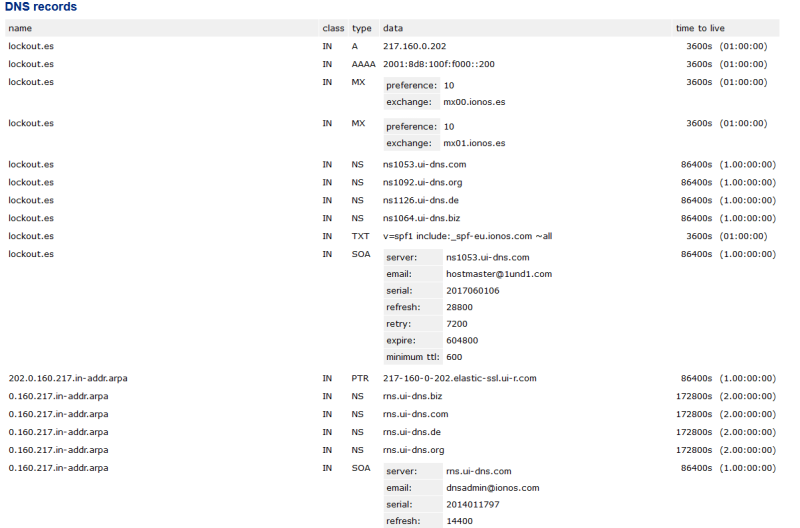 DNS records
name class type data time to live
lockout.es IN A 217.160.0.202 3600s (01:00:00)
lockout.es IN AAAA 2001:8d8:100f:f000::200 3600s (01:00:00)
lockout.es IN MX preference: 10 3600s (01:00:00)
exchange: mx00.ionos.es
lockout.es IN MX preference: 10 3600s (01:00:00)
exchange: mx01.ionos.es
lockout.es IN NS ns1053.ui-dns.com 86400s (1.00:00:00)
lockout.es IN NS ns1092.ui-dns.org 86400s (1.00:00:00)
lockout.es IN NS ns1126.ui-dns.de 86400s (1.00:00:00)
lockout.es IN NS ns1064.ui-dns.biz 86400s (1.00:00:00)
lockout.es IN TXT v=spf1 include:_spf-eu.ionos.com ~all 3600s (01:00:00)
lockout.es IN SOA server: ns1053.ui-dns.com 86400s (1.00:00:00)
email: hostmaster@1und1.com
serial: 2017060106
refresh: 28800
retry: 7200
expire: 604800
minimum ttl: 600
202.0.160.217.in-addr.arpa IN PTR 217-160-0-202.elastic-ssl.ui-r.com 86400s (1.00:00:00)
0.160.217.in-addr.arpa IN NS rns.ui-dns.biz 172800s (2.00:00:00)
0.160.217.in-addr.arpa IN NS rns.ui-dns.com 172800s (2.00:00:00)
0.160.217.in-addr.arpa IN NS rns.ui-dns.de 172800s (2.00:00:00)
0.160.217.in-addr.arpa IN NS rns.ui-dns.org 172800s (2.00:00:00)
0.160.217.in-addr.arpa IN SOA server: rns.ui-dns.com 86400s (1.00:00:00)
email: dnsadmin@ionos.com
serial: 2014011797
refresh: 14400